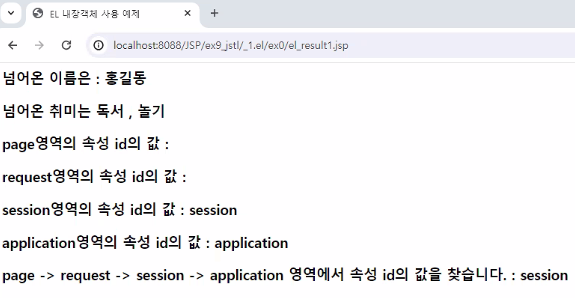 EL 내장객체 사용 예제
localhost:8088/JSP/ex9_jstl/_1.el/ex0/el_result1.jsp
넘어온 이름은 : 홍길동
넘어온 취미는 독서 , 놀기
page영역의 속성 id의 값 :
request영역의 속성 id의 값 :
session영역의 속성 id의 값 : session
application영역의 속성 id의 값 : application
page -> request -> session -> application 영역에서 속성 id의 값을 찾습니다. : session